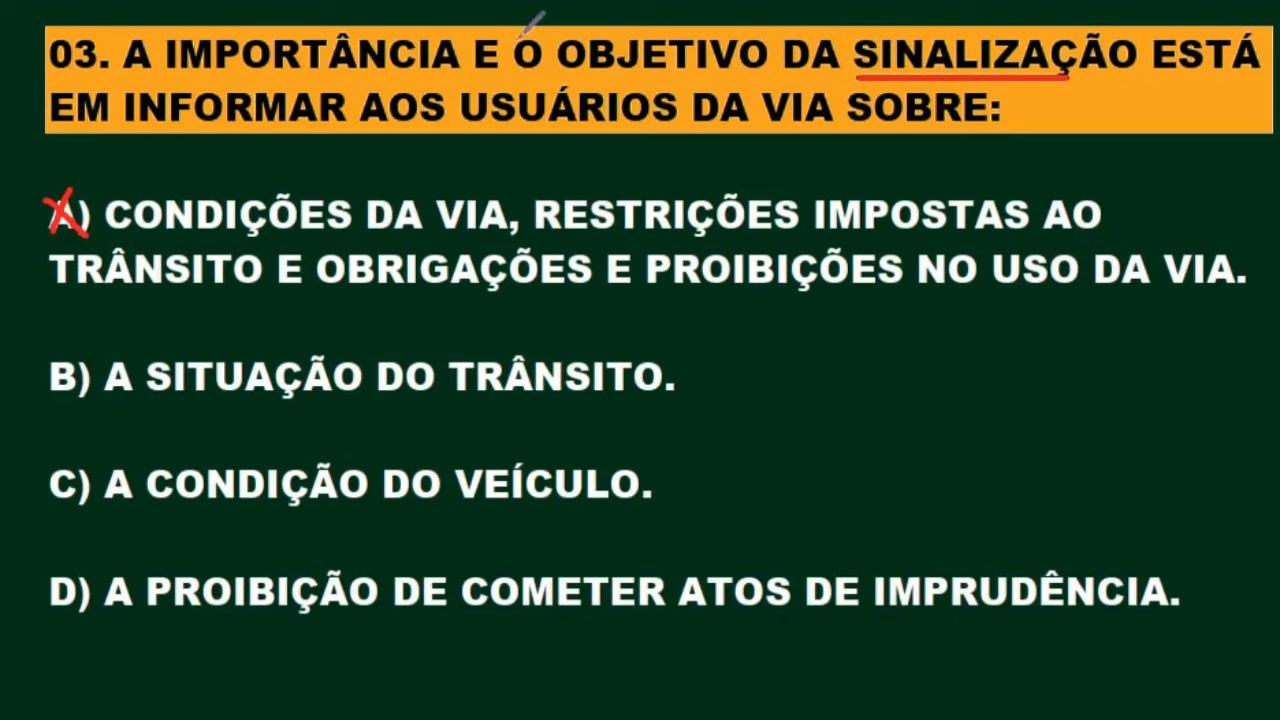 03. A IMPORTÂNCIA E O OBJETIVO DA SINALIZAÇÃO ESTÁ
EM INFORMAR AOS USUÁRIOS DA VIA SOBRE:
A) CONDIÇÕES DA VIA, RESTRIÇÕES IMPOSTAS AO
TRÂNSITO E OBRIGAÇÕES E PROIBIÇÕES NO USO DA VIA.
B) A SITUAÇÃO DO TRÂNSITO.
C) A CONDIÇÃO DO VEÍCULO.
D) A PROIBIÇÃO DE COMETER ATOS DE IMPRUDÊNCIA.